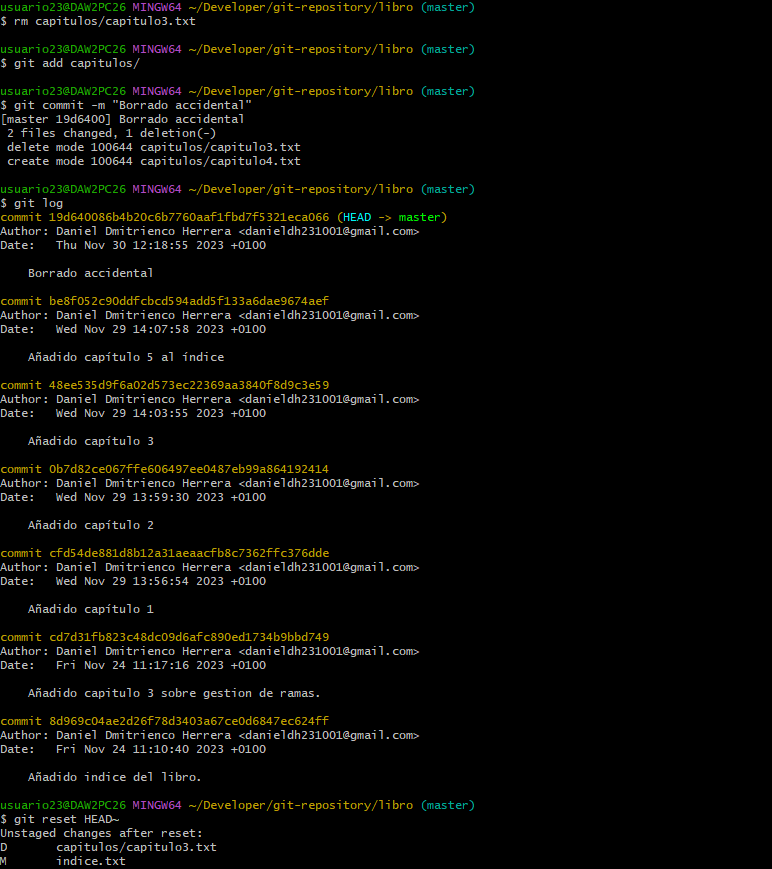 usuario23@DAW2PC26 MINGW64 ~/Developer/git-repository/libro (master)
$ rm capitulos/capitulo3.txt
usuario23@DAW2PC26 MINGW64 ~/Developer/git-repository/libro (master)
$ git add capitulos/
usuario23@DAW2PC26 MINGW64 ~/Developer/git-repository/libro (master)
$ git commit -m "Borrado accidental"
[master 19d6400] Borrado accidental
 2 files changed, 1 deletion(-)
 delete mode 100644 capitulos/capitulo3.txt
 create mode 100644 capitulos/capitulo4.txt
usuario23@DAW2PC26 MINGW64 ~/Developer/git-repository/libro (master)
$ git log
commit 19d640086b4b20c6b7760aaf1fbd7f5321eca066 (HEAD -> master)
Author: Daniel Dmitrienco Herrera <danieldh231001@gmail.com>
Date:   Thu Nov 30 12:18:55 2023 +0100
    Borrado accidental
commit be8f052c90ddfcbcd594add5f133a6dae9674aef
Author: Daniel Dmitrienco Herrera <danieldh231001@gmail.com>
Date:   Wed Nov 29 14:07:58 2023 +0100
    Añadido capítulo 5 al índice
commit 48ee535d9f6a02d573ec22369aa3840f8d9c3e59
Author: Daniel Dmitrienco Herrera <danieldh231001@gmail.com>
Date:   Wed Nov 29 14:03:55 2023 +0100
    Añadido capítulo 3
commit 0b7d82ce067ffe606497ee0487eb99a864192414
Author: Daniel Dmitrienco Herrera <danieldh231001@gmail.com>
Date:   Wed Nov 29 13:59:30 2023 +0100
    Añadido capítulo 2
commit cfd54de881d8b12a31aeaacfb8c7362ffc376dde
Author: Daniel Dmitrienco Herrera <danieldh231001@gmail.com>
Date:   Wed Nov 29 13:56:54 2023 +0100
    Añadido capítulo 1
commit cd7d31fb823c48dc09d6afc890ed1734b9bbd749
Author: Daniel Dmitrienco Herrera <danieldh231001@gmail.com>
Date:   Fri Nov 24 11:17:16 2023 +0100
    Añadido capitulo 3 sobre gestion de ramas.
commit 8d969c04ae2d26f78d3403a67ce0d6847ec624ff
Author: Daniel Dmitrienco Herrera <danieldh231001@gmail.com>
Date:   Fri Nov 24 11:10:40 2023 +0100
    Añadido indice del libro.
usuario23@DAW2PC26 MINGW64 ~/Developer/git-repository/libro (master)
$ git reset HEAD~
Unstaged changes after reset:
D       capitulos/capitulo3.txt
M       indice.txt